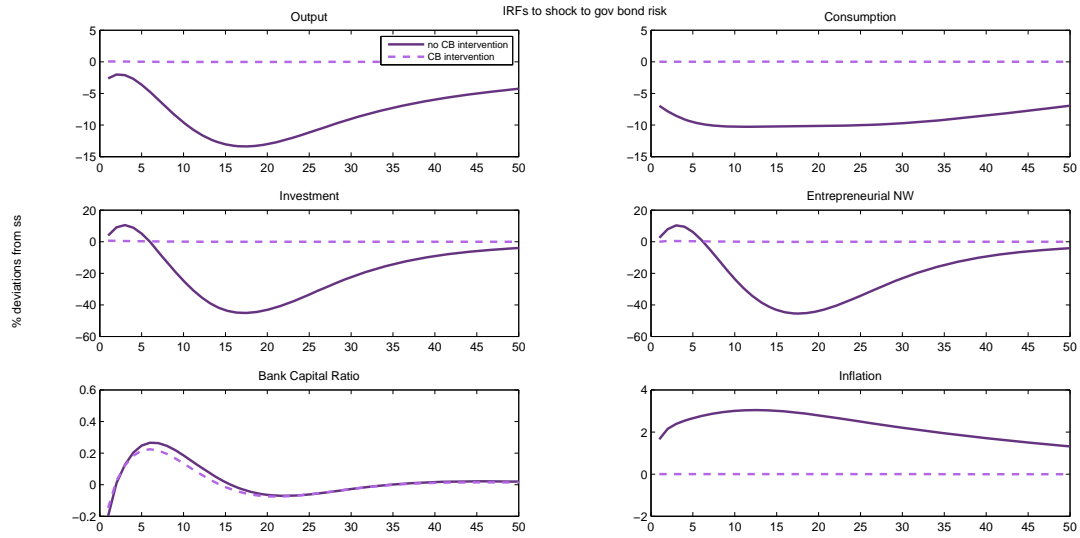 IRFs to shock to gov bond risk
Output
5
0
−5
−10
−15
0 5 10 15 20 25 30 35 40 45 50
no CB intervention
CB intervention
Consumption
5
0
−5
−10
−15
0 5 10 15 20 25 30 35 40 45 50
% deviations from ss
Investment
20
0
−20
−40
−60
0 5 10 15 20 25 30 35 40 45 50
Entrepreneurial NW
20
0
−20
−40
−60
0 5 10 15 20 25 30 35 40 45 50
Bank Capital Ratio
0.6
0.4
0.2
0
−0.2
0 5 10 15 20 25 30 35 40 45 50
Inflation
4
2
0
−2
0 5 10 15 20 25 30 35 40 45 50